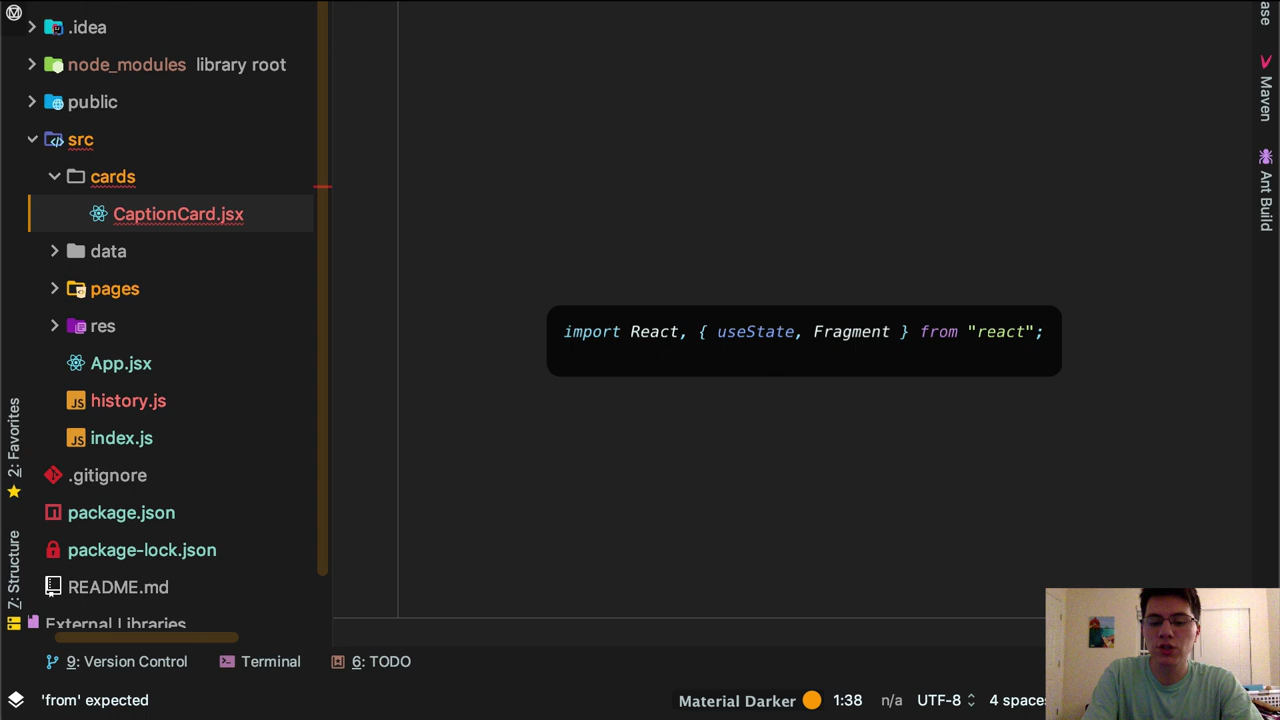 .idea
node_modules library root
public
src
cards
CaptionCard.jsx
data
pages
res
App.jsx
history.js
index.js
.gitignore
package.json
package-lock.json
README.md
External Libraries
2: Favorites
7: Structure
import React, { useState, Fragment } from "react";
ase
Maven
Ant Build
9: Version Control
Terminal
6: TODO
'from' expected
Material Darker
1:38
n/a
UTF-8
4 spaces